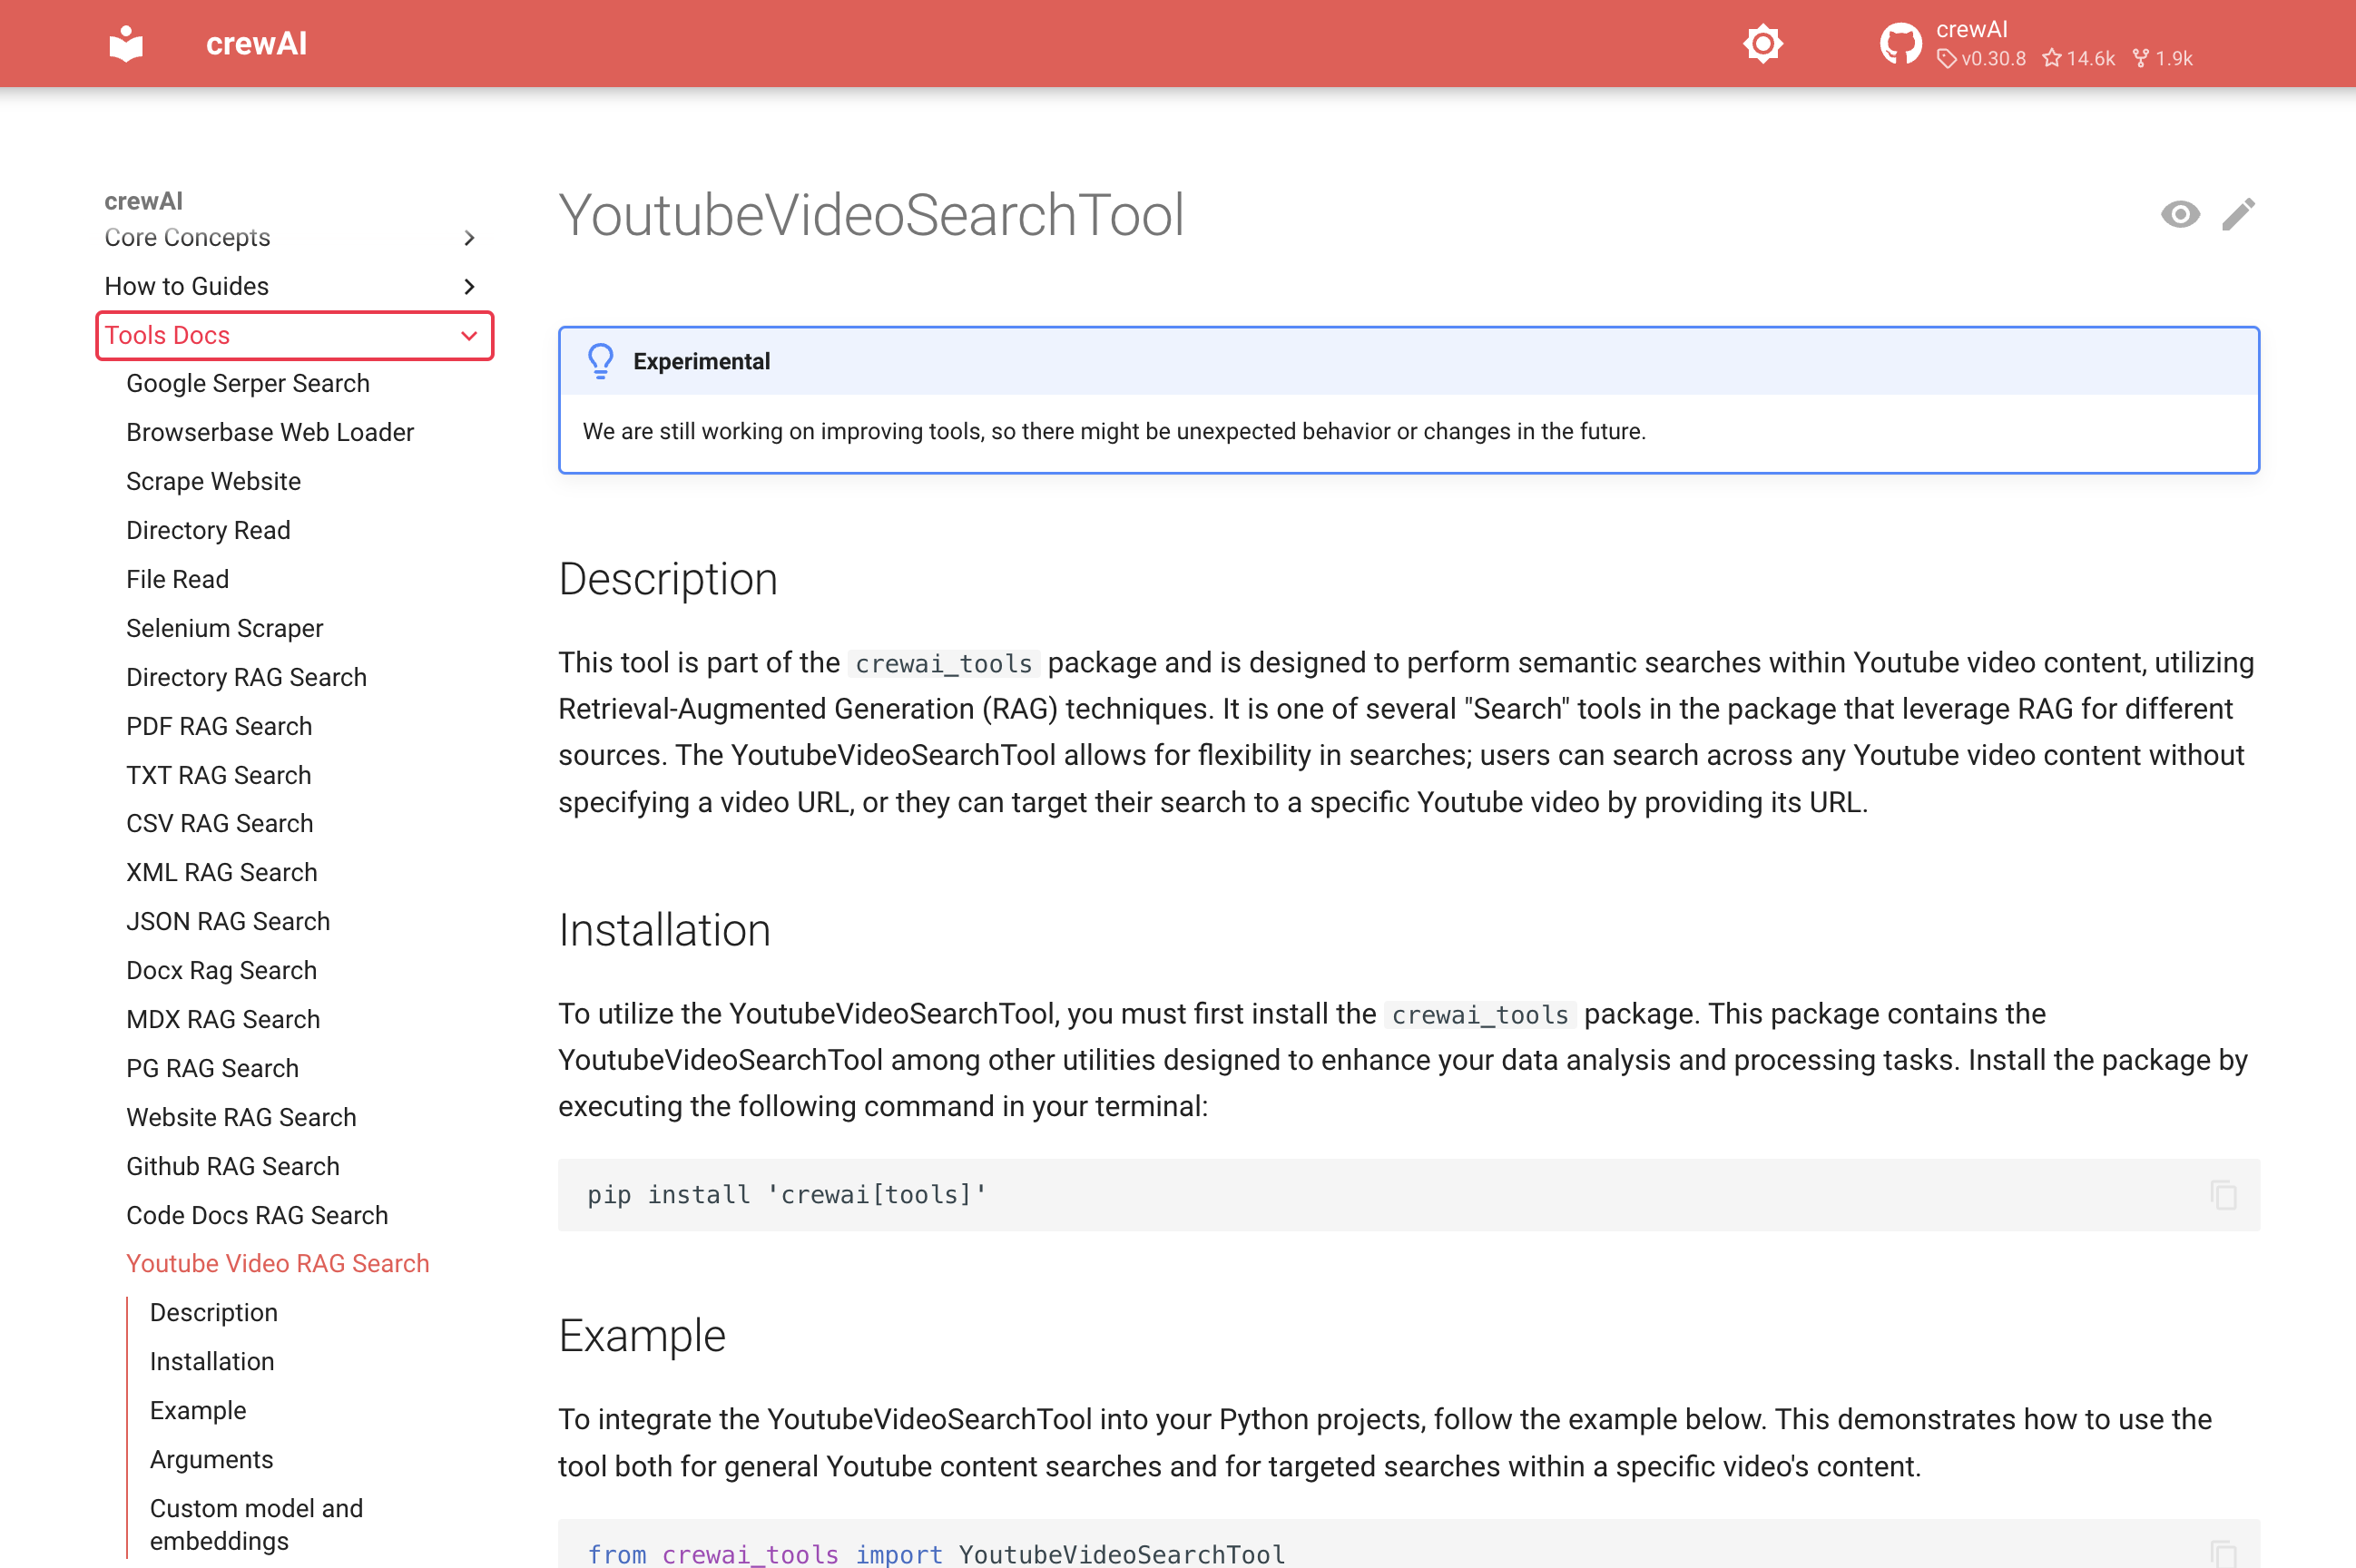 crewAI
crewAI
v0.30.8 14.6k 1.9k
crewAI
Core Concepts
How to Guides
Tools Docs
Google Serper Search
Browserbase Web Loader
Scrape Website
Directory Read
File Read
Selenium Scraper
Directory RAG Search
PDF RAG Search
TXT RAG Search
CSV RAG Search
XML RAG Search
JSON RAG Search
Docx Rag Search
MDX RAG Search
PG RAG Search
Website RAG Search
Github RAG Search
Code Docs RAG Search
Youtube Video RAG Search
Description
Installation
Example
Arguments
Custom model and
embeddings
YoutubeVideoSearchTool
Experimental
We are still working on improving tools, so there might be unexpected behavior or changes in the future.
Description
This tool is part of the crewai_tools package and is designed to perform semantic searches within Youtube video content, utilizing
Retrieval-Augmented Generation (RAG) techniques. It is one of several "Search" tools in the package that leverage RAG for different
sources. The YoutubeVideoSearchTool allows for flexibility in searches; users can search across any Youtube video content without
specifying a video URL, or they can target their search to a specific Youtube video by providing its URL.
Installation
To utilize the YoutubeVideoSearchTool, you must first install the crewai_tools package. This package contains the
YoutubeVideoSearchTool among other utilities designed to enhance your data analysis and processing tasks. Install the package by
executing the following command in your terminal:
pip install 'crewai[tools]'
Example
To integrate the YoutubeVideoSearchTool into your Python projects, follow the example below. This demonstrates how to use the
tool both for general Youtube content searches and for targeted searches within a specific video's content.
from crewai_tools import YoutubeVideoSearchTool